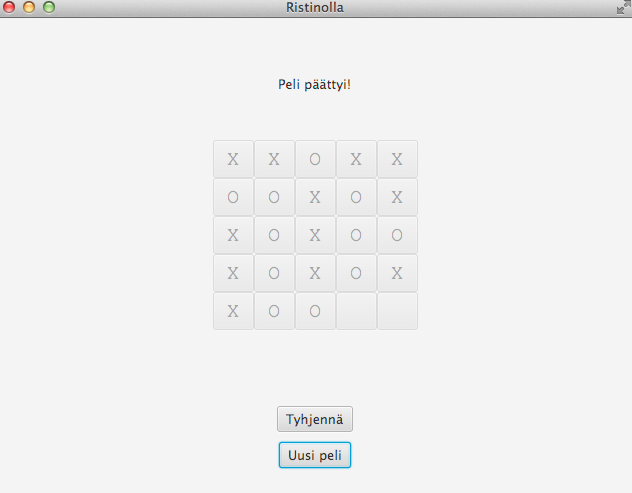 Ristinolla
Peli päättyi!
X X O X X
O O X O X
X O X O O
X O X O X
X O O
Tyhjennä
Uusi peli